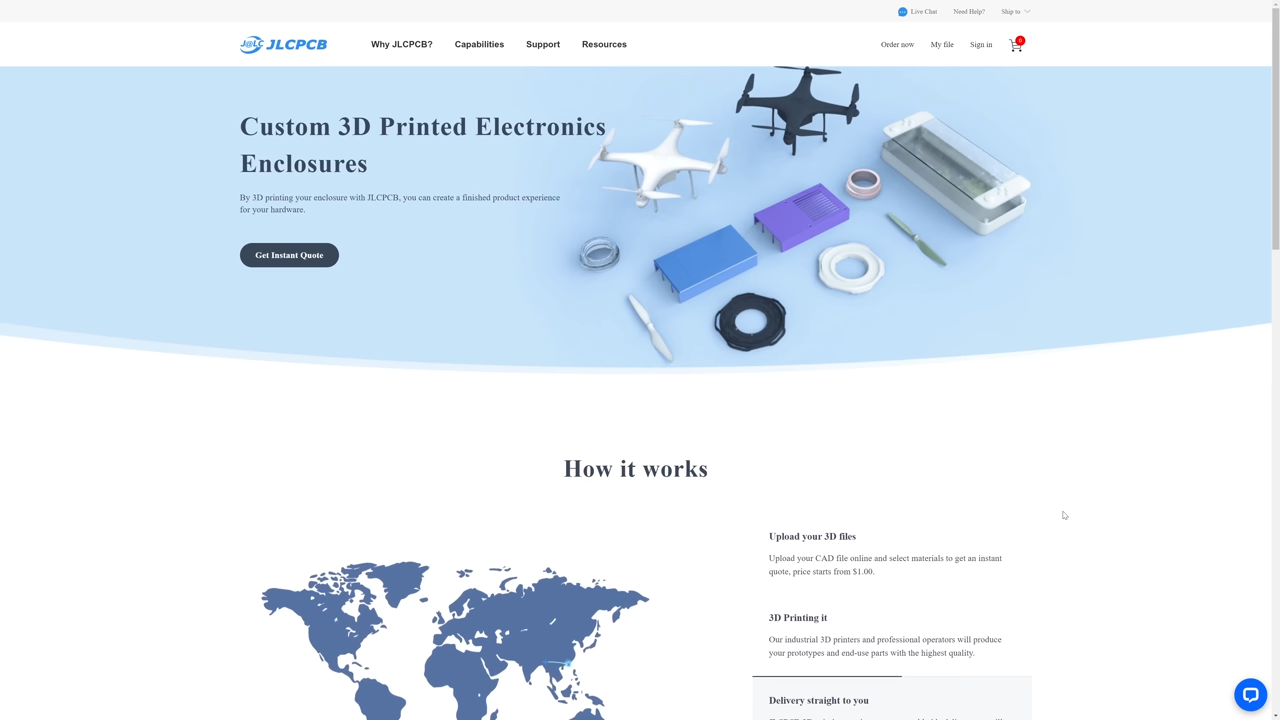 Live Chat Need Help? Ship to
J@LC JLCPCB Why JLCPCB? Capabilities Support Resources Order now My file Sign in 0
Custom 3D Printed Electronics
Enclosures
By 3D printing your enclosure with JLCPCB, you can create a finished product experience
for your hardware.
Get Instant Quote
How it works
Upload your 3D files
Upload your CAD file online and select materials to get an instant
quote, price starts from $1.00.
3D Printing it
Our industrial 3D printers and professional operators will produce
your prototypes and end-use parts with the highest quality.
Delivery straight to you